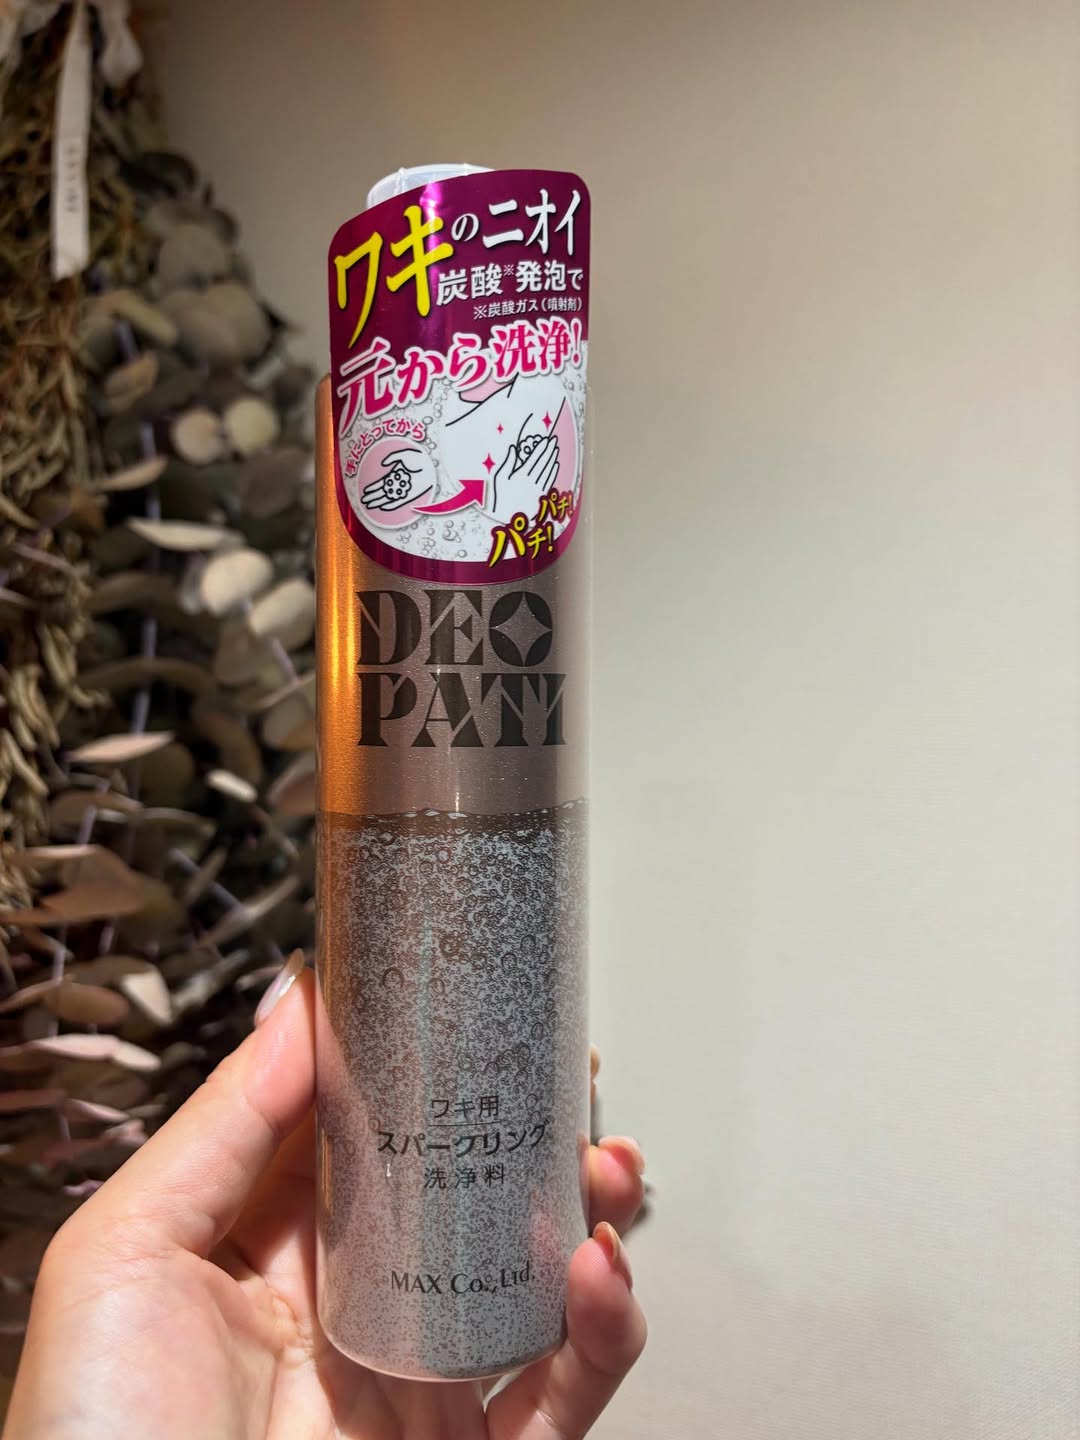 ワキのニオイ
炭酸※発泡で
※炭酸ガス(噴射剤)
元から洗浄!
手にとってから
パチ!
パチ!
DEO
PATI
ワキ用
スパークリング
洗浄料
MAX Co.,Ltd.